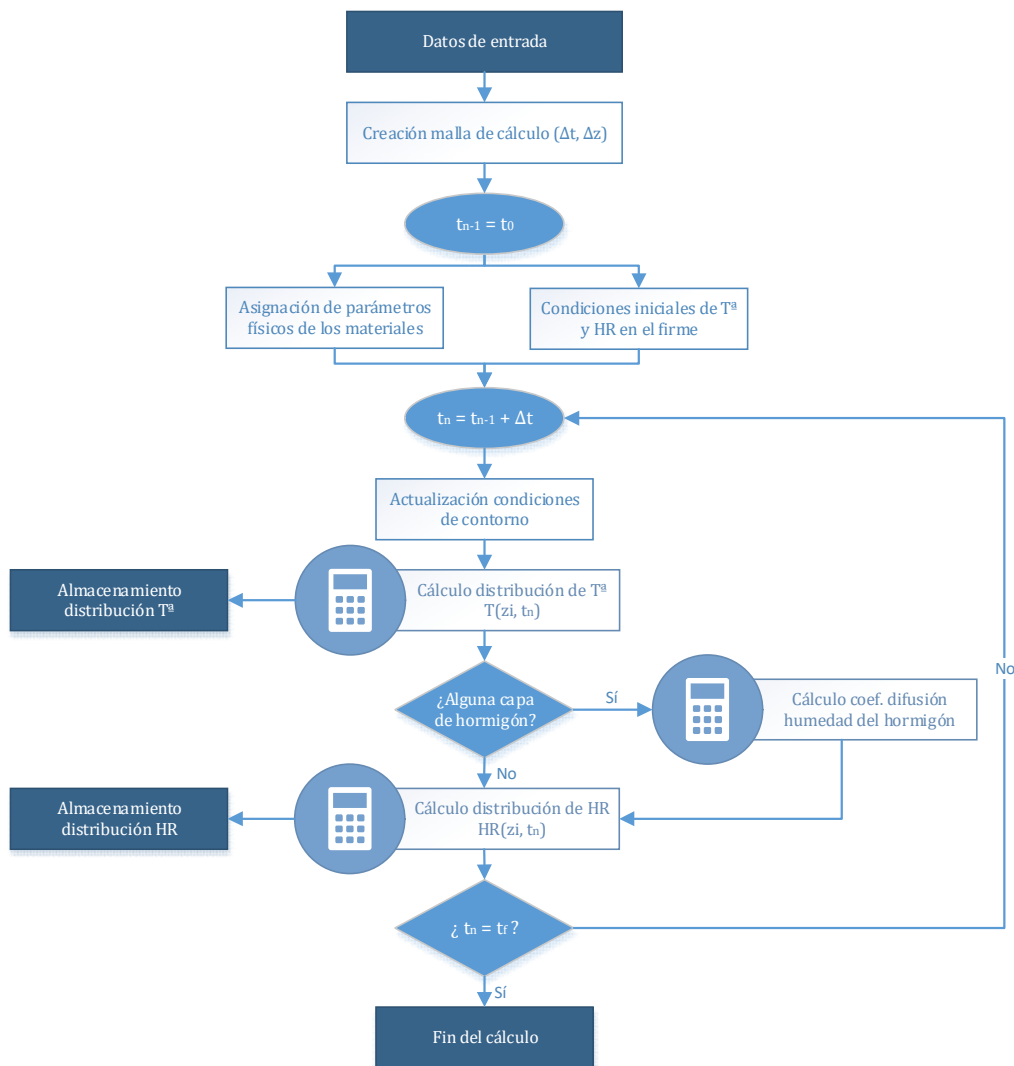 Datos de entrada
Creación malla de cálculo (Δt, Δz)
tn-1 = t0
Asignación de parámetros
físicos de los materiales
Condiciones iniciales de Tª
y HR en el firme
tn = tn-1 + Δt
Actualización condiciones
de contorno
Almacenamiento
distribución Tª
Cálculo distribución de Tª
T(zi, tn)
No
¿Alguna capa
de hormigón?
Sí
Cálculo coef. difusión
humedad del hormigón
No
Almacenamiento
distribución HR
Cálculo distribución de HR
HR(zi, tn)
¿ tn = tf ?
Sí
Fin del cálculo